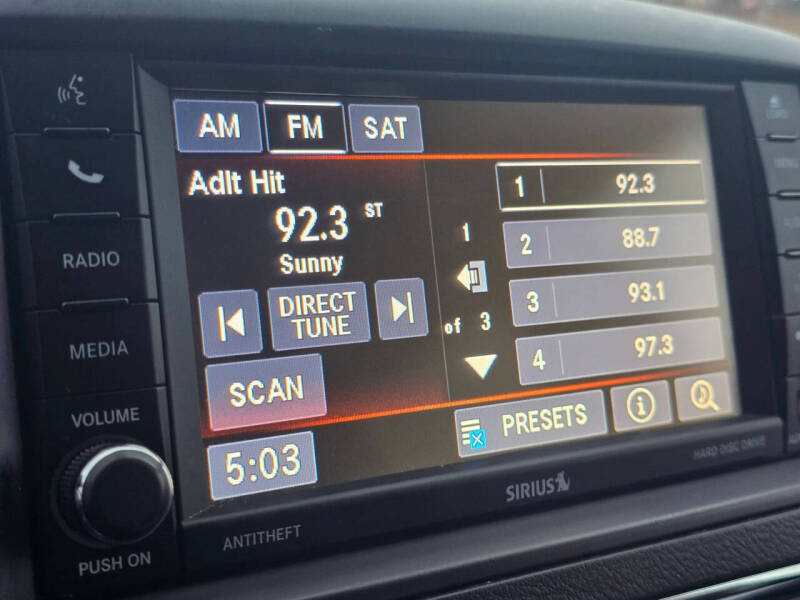 AM FM SAT
Adlt Hit
92.3 ST
Sunny
DIRECT
TUNE
SCAN
5:03
1
of 3
1 92.3
2 88.7
3 93.1
4 97.3
PRESETS
RADIO
MEDIA
VOLUME
PUSH ON
ANTITHEFT
SIRIUS
HARD DISC DRIVE